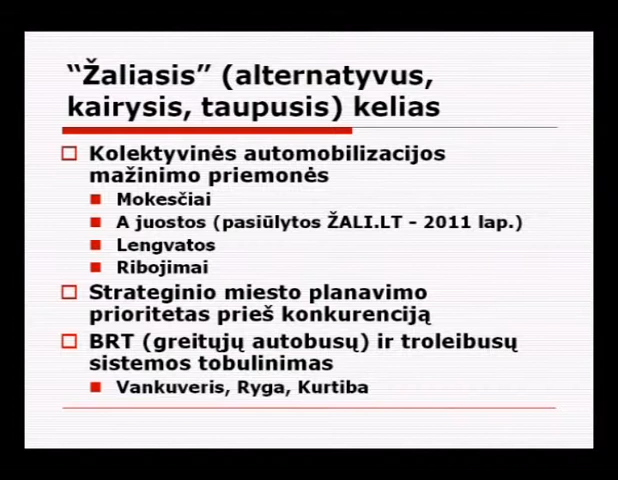 “Žaliasis” (alternatyvus,
kairysis, taupusis) kelias
Kolektyvinės automobilizacijos
mažinimo priemonės
Mokesčiai
A juostos (pasiūlytos ŽALI.LT - 2011 lap.)
Lengvatos
Ribojimai
Strateginio miesto planavimo
prioritetas prieš konkurenciją
BRT (greitųjų autobusų) ir troleibusų
sistemos tobulinimas
Vankuveris, Ryga, Kurtiba